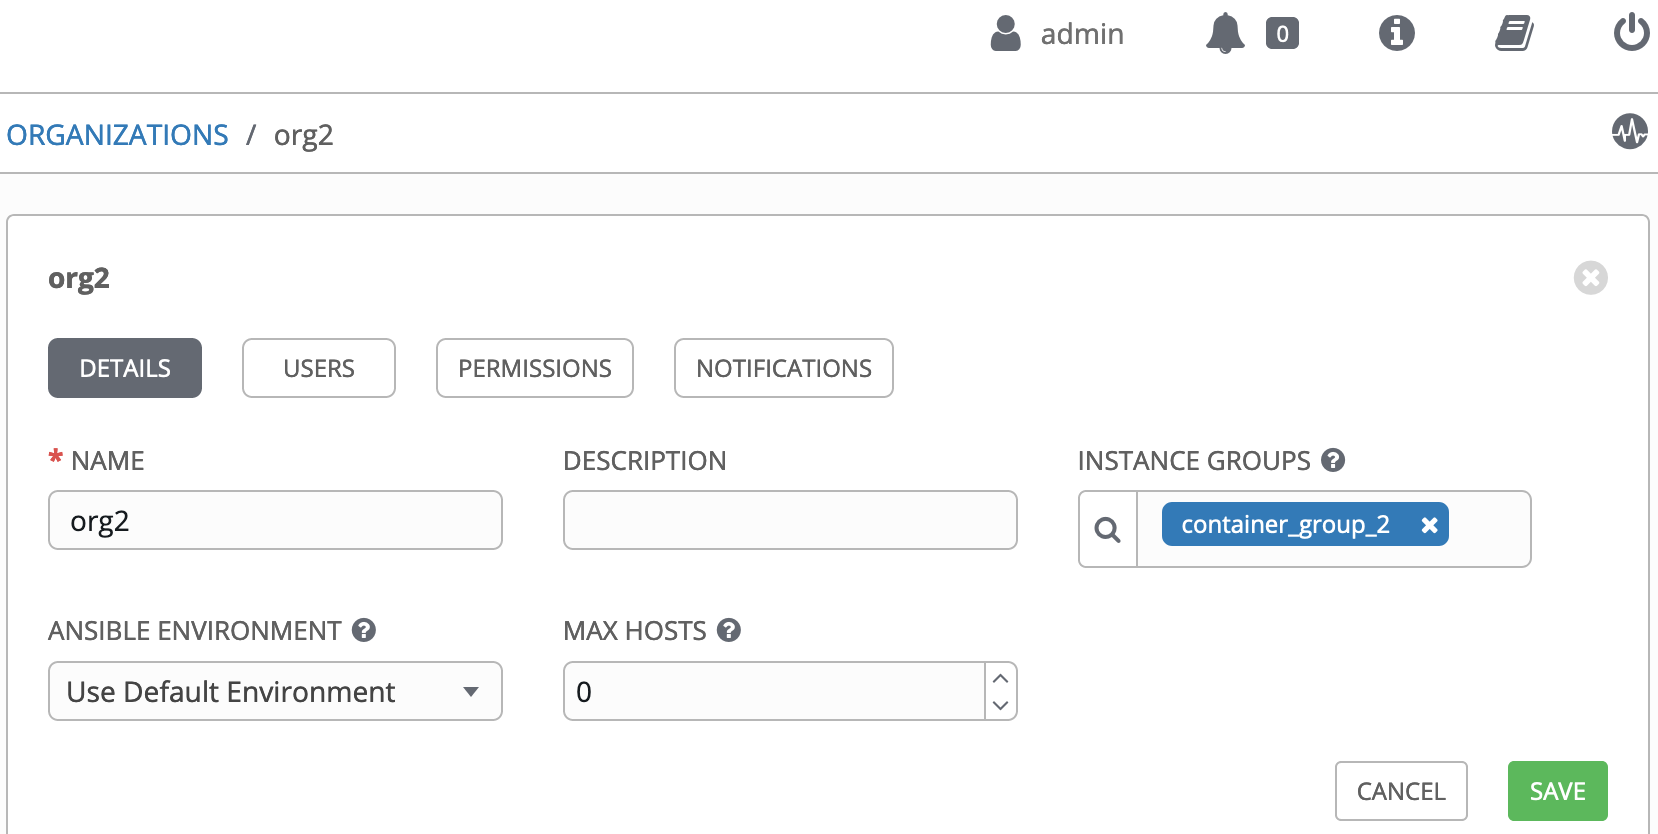 admin 0
ORGANIZATIONS / org2
org2
DETAILS USERS PERMISSIONS NOTIFICATIONS
* NAME DESCRIPTION INSTANCE GROUPS ?
org2 container_group_2 ✖
ANSIBLE ENVIRONMENT ? MAX HOSTS ?
Use Default Environment 0
CANCEL SAVE